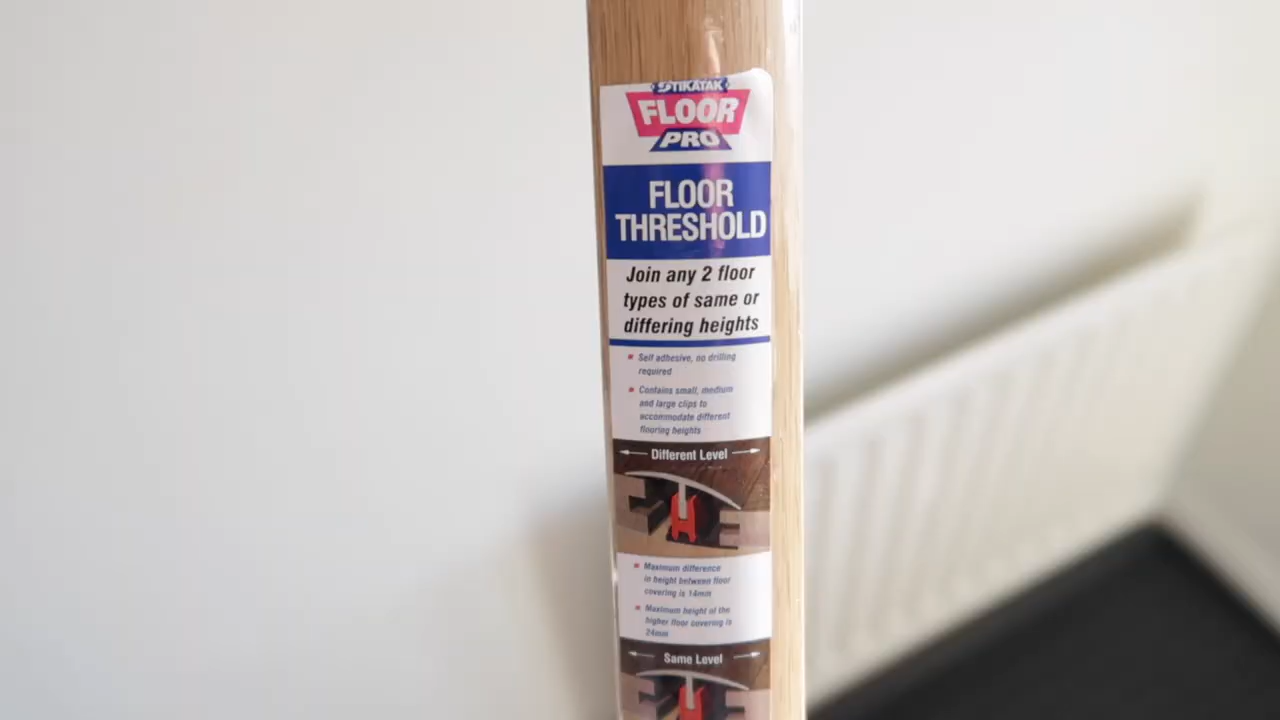 STIKATAK
FLOOR
PRO
FLOOR
THRESHOLD
Join any 2 floor
types of same or
differing heights
Self adhesive, no drilling
required
Contains small, medium
and large clips to
accommodate different
flooring heights
Different Level
Maximum difference
in height between floor
covering is 14mm
Maximum height of the
higher floor covering is
24mm
Same Level